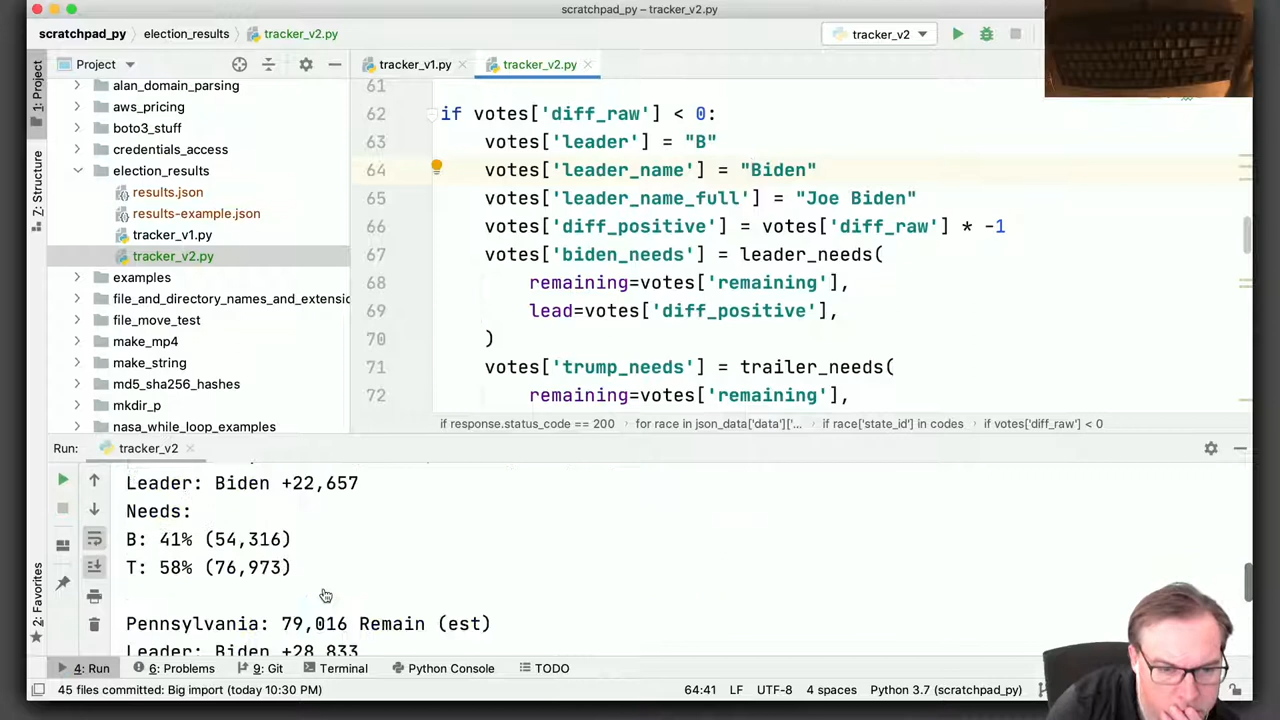 scratchpad_py – tracker_v2.py
scratchpad_py
election_results
tracker_v2.py
tracker_v2
Project
tracker_v1.py
tracker_v2.py
1: Project
Z: Structure
2: Favorites
alan_domain_parsing
aws_pricing
boto3_stuff
credentials_access
election_results
results.json
results-example.json
tracker_v1.py
tracker_v2.py
examples
file_and_directory_names_and_extensio
file_move_test
make_mp4
make_string
md5_sha256_hashes
mkdir_p
nasa_while_loop_examples
61
62 if votes['diff_raw'] < 0:
63 votes['leader'] = "B"
64 votes['leader_name'] = "Biden"
65 votes['leader_name_full'] = "Joe Biden"
66 votes['diff_positive'] = votes['diff_raw'] * -1
67 votes['biden_needs'] = leader_needs(
68 remaining=votes['remaining'],
69 lead=votes['diff_positive'],
70 )
71 votes['trump_needs'] = trailer_needs(
72 remaining=votes['remaining'],
if response.status_code == 200
for race in json_data['data']['...
if race['state_id'] in codes
if votes['diff_raw'] < 0
Run:
tracker_v2
Leader: Biden +22,657
Needs:
B: 41% (54,316)
T: 58% (76,973)
Pennsylvania: 79,016 Remain (est)
Leader: Biden +28,833
4: Run
6: Problems
9: Git
Terminal
Python Console
TODO
45 files committed: Big import (today 10:30 PM)
64:41
LF
UTF-8
4 spaces
Python 3.7 (scratchpad_py)